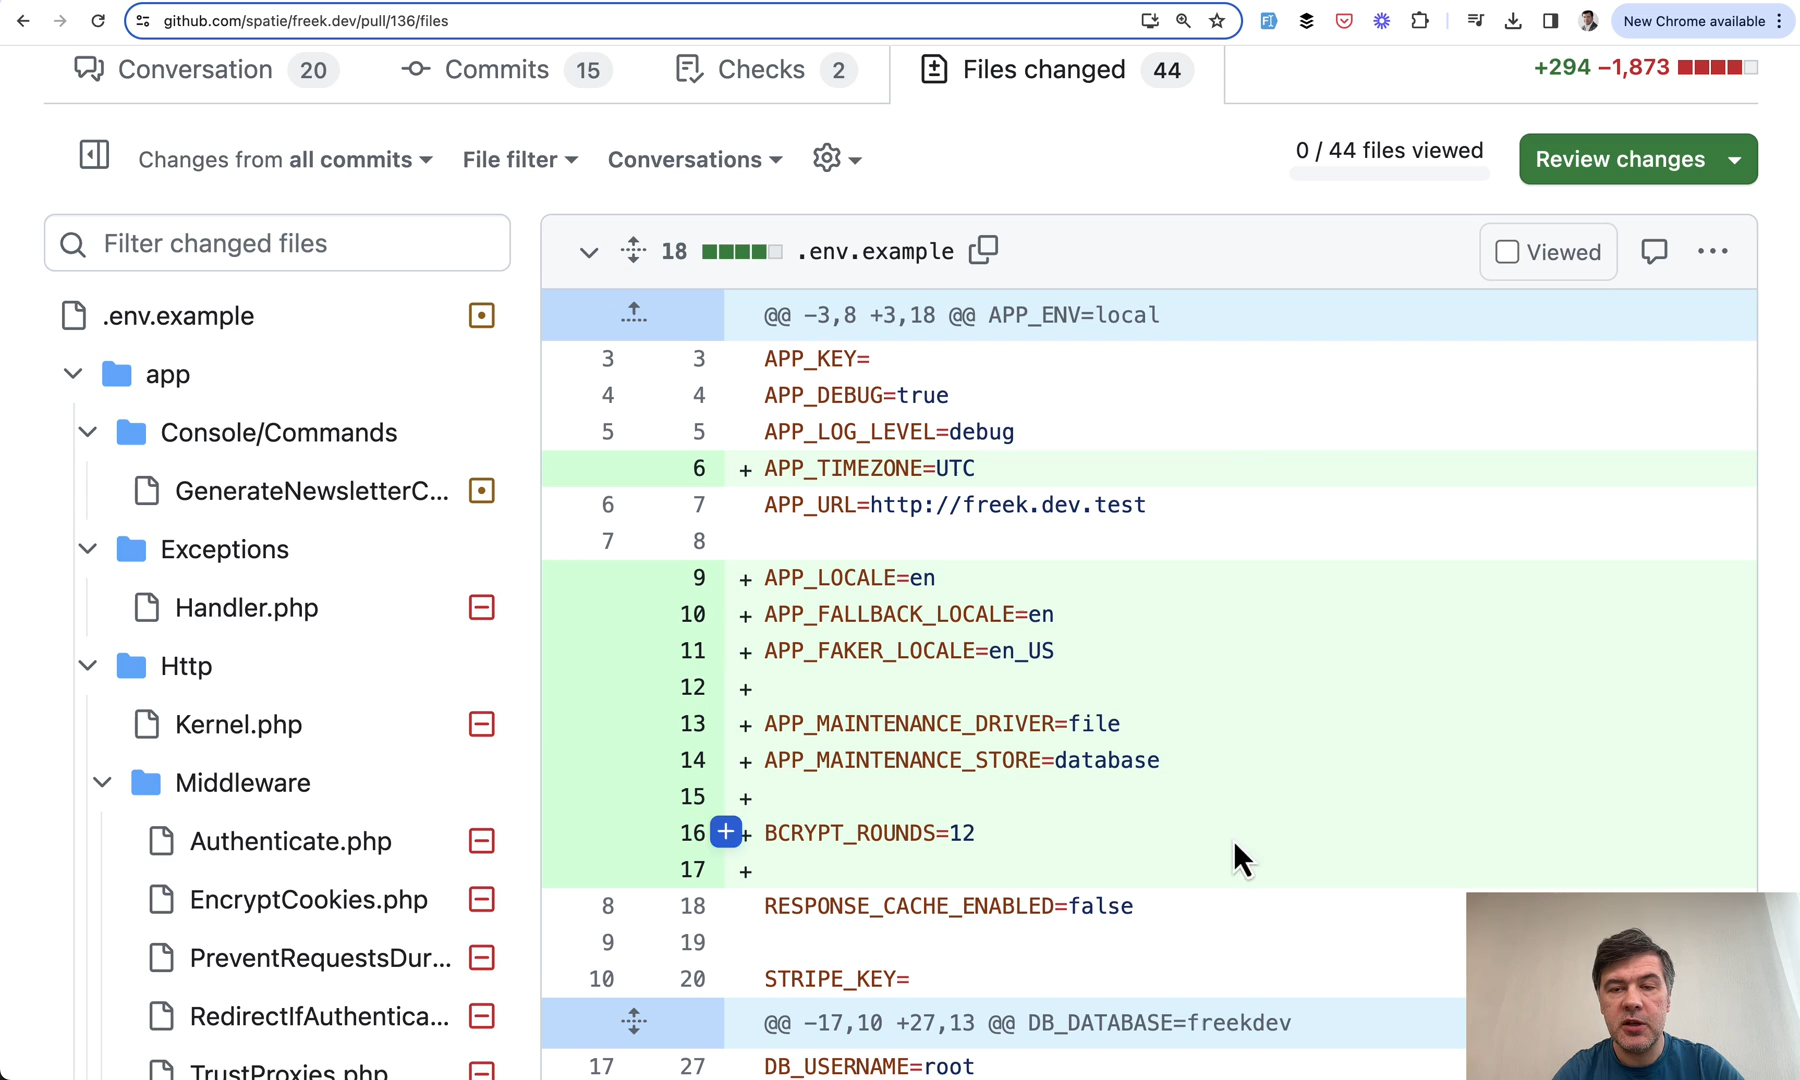 github.com/spatie/freek.dev/pull/136/files
New Chrome available
Conversation 20
Commits 15
Checks 2
Files changed 44
+294 −1,873
Changes from all commits
File filter
Conversations
0 / 44 files viewed
Review changes
Filter changed files
.env.example
app
Console/Commands
GenerateNewsletterC...
Exceptions
Handler.php
Http
Kernel.php
Middleware
Authenticate.php
EncryptCookies.php
PreventRequestsDur...
RedirectIfAuthentica...
TrustProxies.php
18 .env.example
Viewed
@@ −3,8 +3,18 @@ APP_ENV=local
3 3 APP_KEY=
4 4 APP_DEBUG=true
5 5 APP_LOG_LEVEL=debug
6 + APP_TIMEZONE=UTC
6 7 APP_URL=http://freek.dev.test
7 8
9 + APP_LOCALE=en
10 + APP_FALLBACK_LOCALE=en
11 + APP_FAKER_LOCALE=en_US
12 +
13 + APP_MAINTENANCE_DRIVER=file
14 + APP_MAINTENANCE_STORE=database
15 +
16 + BCRYPT_ROUNDS=12
17 +
8 18 RESPONSE_CACHE_ENABLED=false
9 19
10 20 STRIPE_KEY=
@@ −17,10 +27,13 @@ DB_DATABASE=freekdev
17 27 DB_USERNAME=root